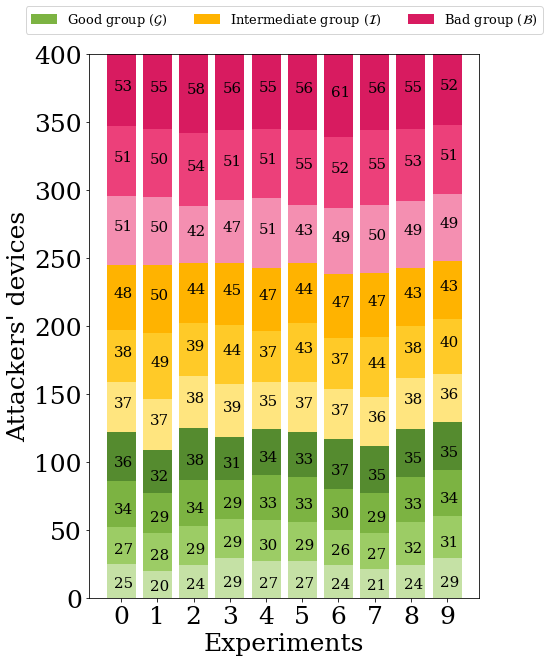 Good group (𝒢) Intermediate group (ℐ) Bad group (ℬ)
400
350
300
250
200
150
100
50
0
Attackers' devices
53 55 58 56 55 56 61 56 55 52
51 50 54 51 51 55 52 55 53 51
51 50 42 47 51 43 49 50 49 49
48 50 44 45 47 44 47 47 43 43
38 49 39 44 37 43 37 44 38 40
37 37 38 39 35 37 37 36 38 36
36 32 38 31 34 33 37 35 35 35
34 29 34 29 33 33 30 29 33 34
27 28 29 29 30 29 26 27 32 31
25 20 24 29 27 27 24 21 24 29
0 1 2 3 4 5 6 7 8 9
Experiments